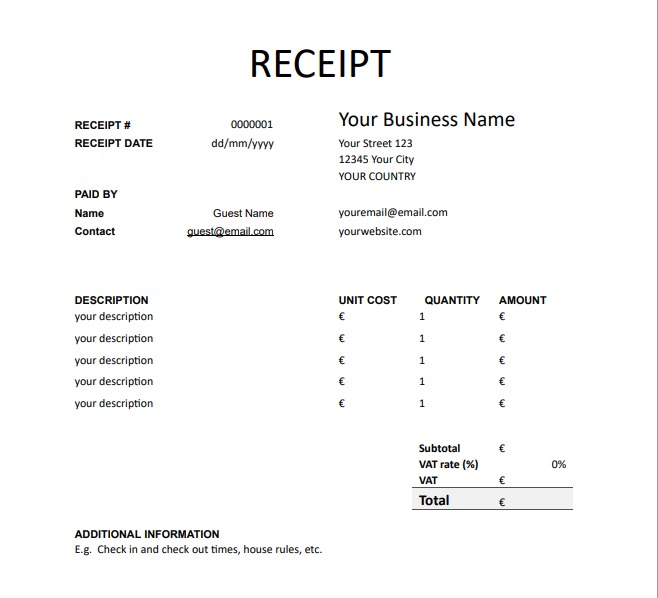 RECEIPT
RECEIPT # 0000001
RECEIPT DATE dd/mm/yyyy
Your Business Name
Your Street 123
12345 Your City
YOUR COUNTRY
PAID BY
Name Guest Name
Contact guest@email.com
youremail@email.com
yourwebsite.com
DESCRIPTION UNIT COST QUANTITY AMOUNT
your description € 1 €
your description € 1 €
your description € 1 €
your description € 1 €
your description € 1 €
Subtotal €
VAT rate (%) 0%
VAT €
Total €
ADDITIONAL INFORMATION
E.g. Check in and check out times, house rules, etc.